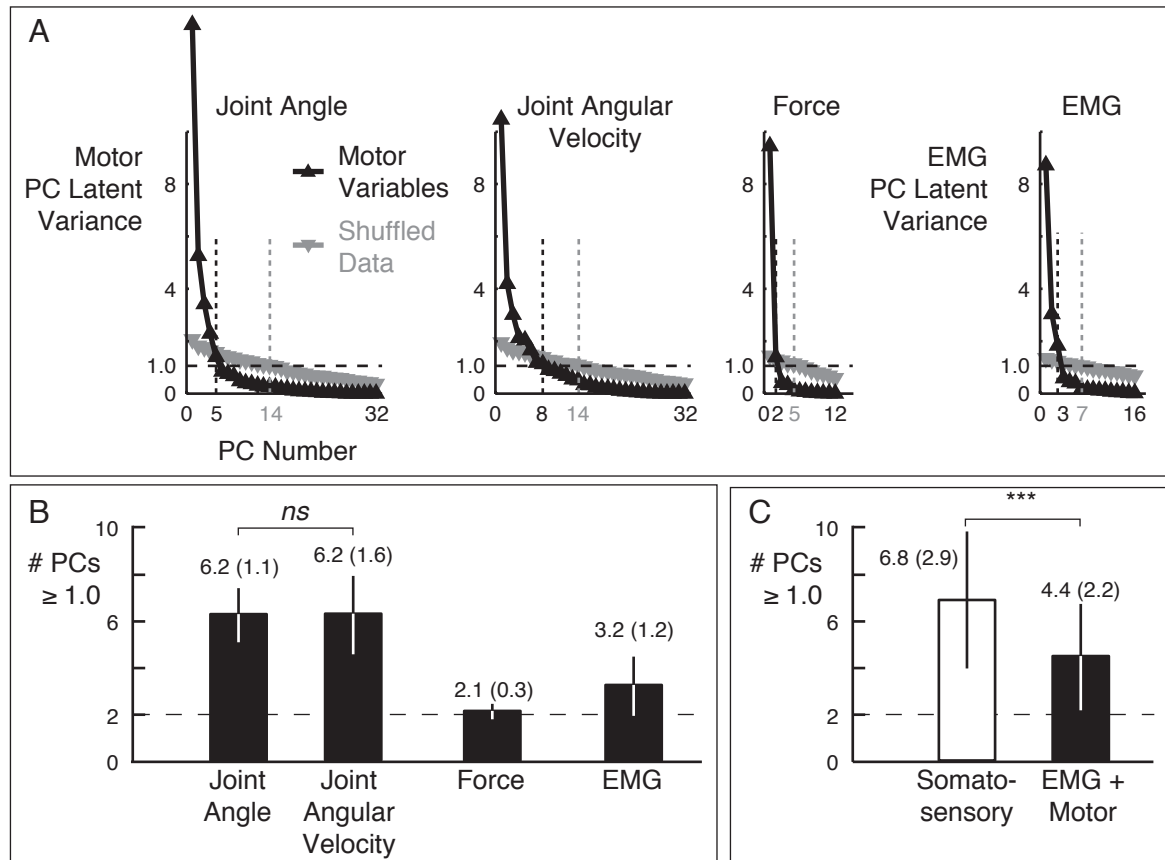 A
Joint Angle
Joint Angular
Velocity
Force
EMG
Motor
PC Latent
Variance
8
4
1.0
0
Motor
Variables
Shuffled
Data
0 5 14 32
PC Number
8
4
1.0
0
0 8 14 32
8
4
1.0
0
0 2 5 12
EMG
PC Latent
Variance
8
4
1.0
0
0 3 7 16
B
# PCs
≥ 1.0
10
6
2
0
ns
6.2 (1.1)
6.2 (1.6)
2.1 (0.3)
3.2 (1.2)
Joint
Angle
Joint
Angular
Velocity
Force
EMG
C
# PCs
≥ 1.0
10
6
2
0
***
6.8 (2.9)
4.4 (2.2)
Somato-
sensory
EMG +
Motor